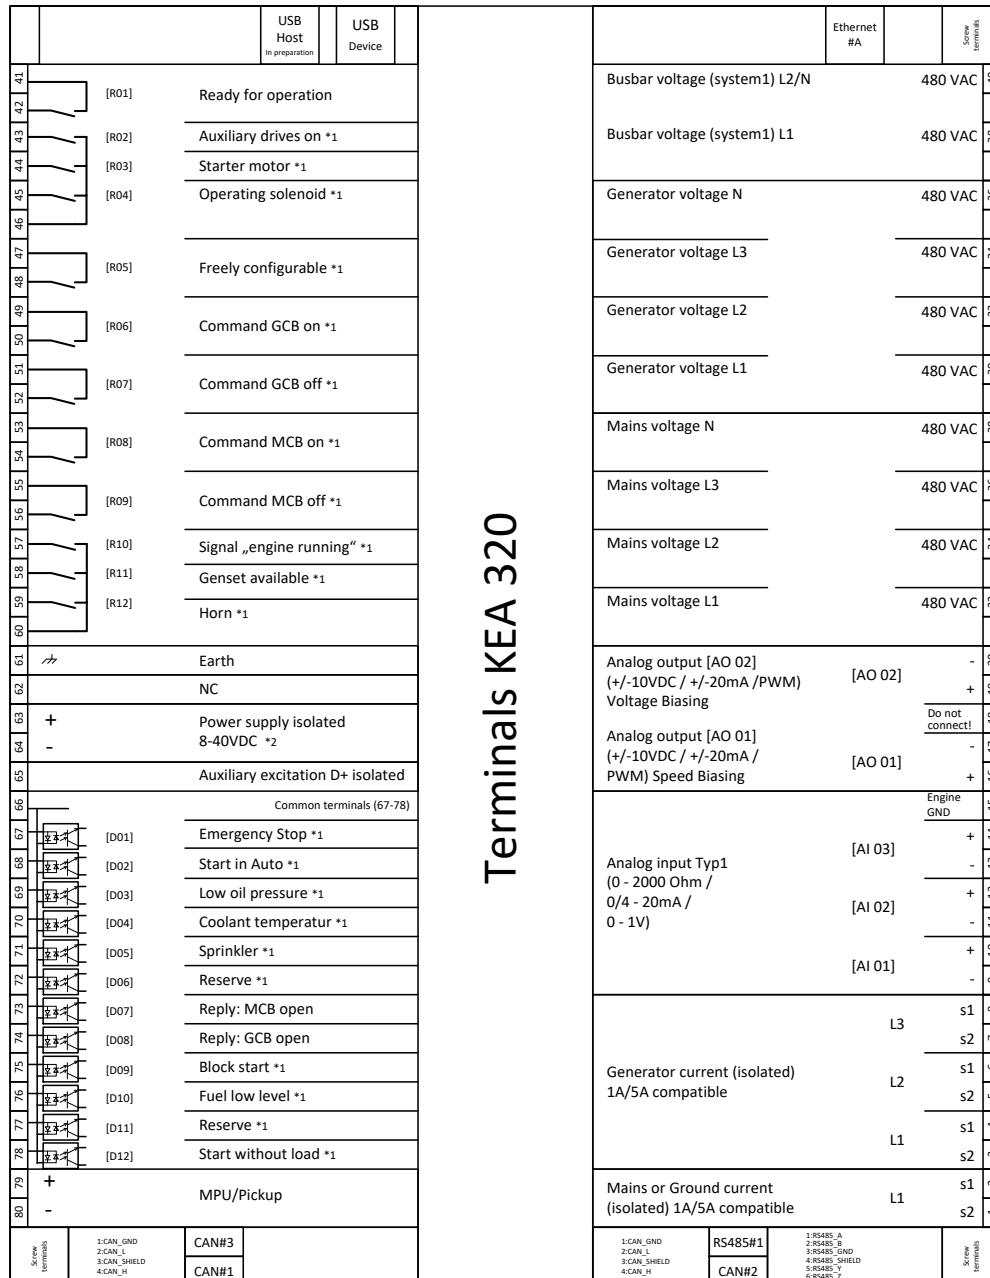 USB
Host
In preparation
USB
Device
41
42
[R01]
Ready for operation
43
[R02]
Auxiliary drives on *1
44
[R03]
Starter motor *1
45
[R04]
Operating solenoid *1
46
47
48
[R05]
Freely configurable *1
49
50
[R06]
Command GCB on *1
51
52
[R07]
Command GCB off *1
53
54
[R08]
Command MCB on *1
55
56
[R09]
Command MCB off *1
57
[R10]
Signal „engine running“ *1
58
[R11]
Genset available *1
59
[R12]
Horn *1
60
61
Earth
62
NC
63
+
Power supply isolated
64
-
8-40VDC *2
65
Auxiliary excitation D+ isolated
66
Common terminals (67-78)
67
[D01]
Emergency Stop *1
68
[D02]
Start in Auto *1
69
[D03]
Low oil pressure *1
70
[D04]
Coolant temperatur *1
71
[D05]
Sprinkler *1
72
[D06]
Reserve *1
73
[D07]
Reply: MCB open
74
[D08]
Reply: GCB open
75
[D09]
Block start *1
76
[D10]
Fuel low level *1
77
[D11]
Reserve *1
78
[D12]
Start without load *1
79
+
MPU/Pickup
80
-
Screw
terminals
1:CAN_GND
2:CAN_L
3:CAN_SHIELD
4:CAN_H
CAN#3
CAN#1
Terminals KEA 320
Ethernet
#A
Screw
terminals
Busbar voltage (system1) L2/N
480 VAC
Busbar voltage (system1) L1
480 VAC
Generator voltage N
480 VAC
Generator voltage L3
480 VAC
Generator voltage L2
480 VAC
Generator voltage L1
480 VAC
Mains voltage N
480 VAC
Mains voltage L3
480 VAC
Mains voltage L2
480 VAC
Mains voltage L1
480 VAC
Analog output [AO 02]
(+/-10VDC / +/-20mA /PWM)
Voltage Biasing
[AO 02]
-
+
Do not
connect!
Analog output [AO 01]
(+/-10VDC / +/-20mA /
PWM) Speed Biasing
[AO 01]
-
+
Engine
GND
Analog input Typ1
(0 - 2000 Ohm /
0/4 - 20mA /
0 - 1V)
[AI 03]
+
-
[AI 02]
+
-
[AI 01]
+
-
Generator current (isolated)
1A/5A compatible
L3
s1
s2
L2
s1
s2
L1
s1
s2
Mains or Ground current
(isolated) 1A/5A compatible
L1
s1
s2
1:CAN_GND
2:CAN_L
3:CAN_SHIELD
4:CAN_H
RS485#1
CAN#2
1:RS485_A
2:RS485_B
3:RS485_GND
4:RS485_SHIELD
5:RS485_Y
6:RS485_Z
Screw
terminals